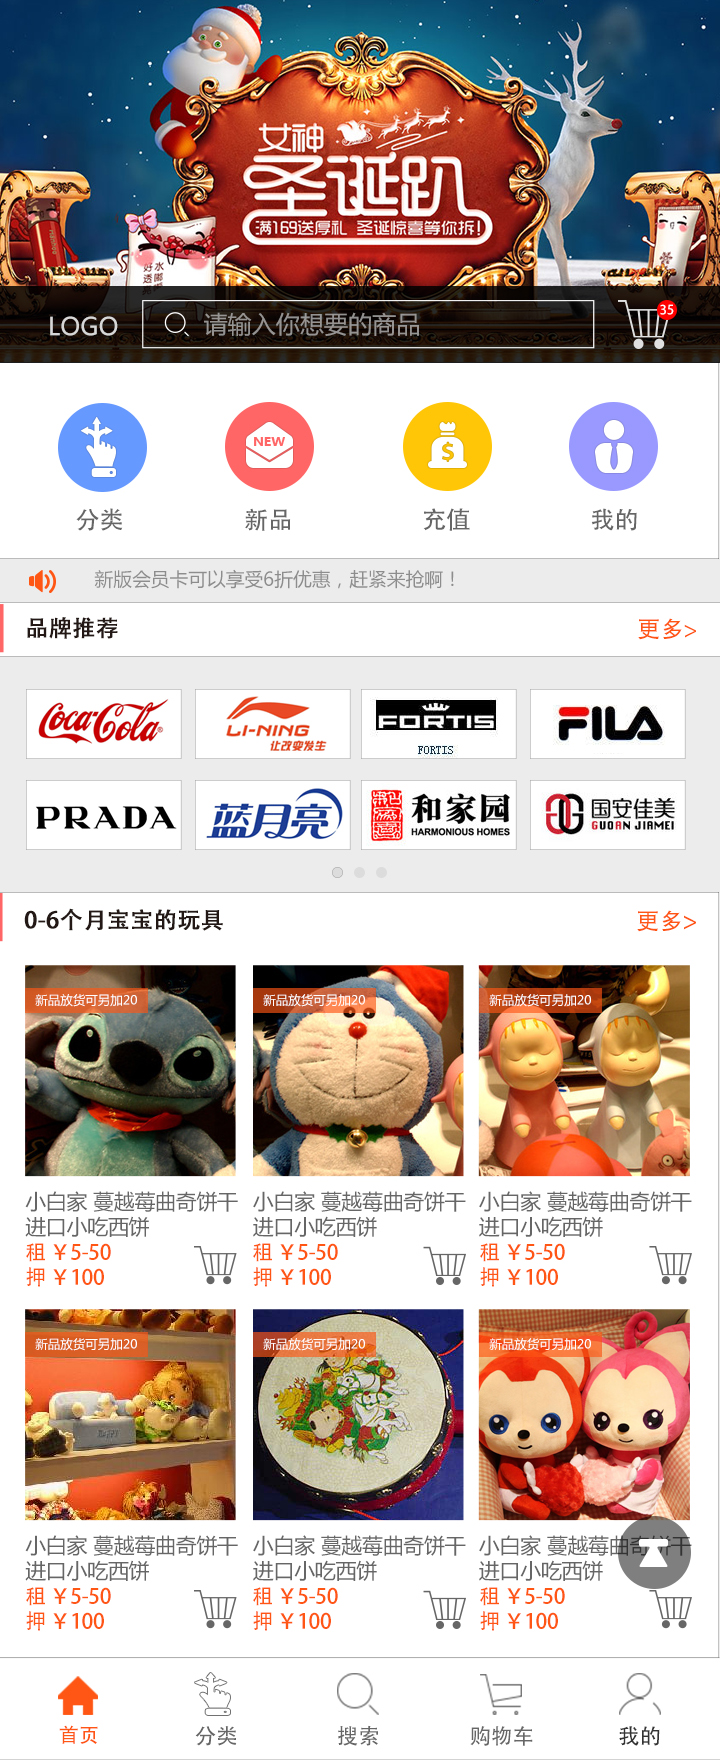 女神
圣诞趴
满169送厚礼 圣诞惊喜等你拆!
LOGO
请输入你想要的商品
35
NEW
分类
新品
充值
我的
新版会员卡可以享受6折优惠，赶紧来抢啊！
品牌推荐
更多>
Coca-Cola
LI-NING
让改变发生
FORTIS
FORTIS
FILA
PRADA
蓝月亮
和家园
HARMONIOUS HOMES
国安佳美
GUOAN JIAMEI
0-6个月宝宝的玩具
更多>
新品放货可另加20
新品放货可另加20
新品放货可另加20
小白家 蔓越莓曲奇饼干
进口小吃西饼
租 ￥5-50
押 ￥100
小白家 蔓越莓曲奇饼干
进口小吃西饼
租 ￥5-50
押 ￥100
小白家 蔓越莓曲奇饼干
进口小吃西饼
租 ￥5-50
押 ￥100
新品放货可另加20
新品放货可另加20
新品放货可另加20
小白家 蔓越莓曲奇饼干
进口小吃西饼
租 ￥5-50
押 ￥100
小白家 蔓越莓曲奇饼干
进口小吃西饼
租 ￥5-50
押 ￥100
小白家 蔓越莓曲奇饼干
进口小吃西饼
租 ￥5-50
押 ￥100
首页
分类
搜索
购物车
我的